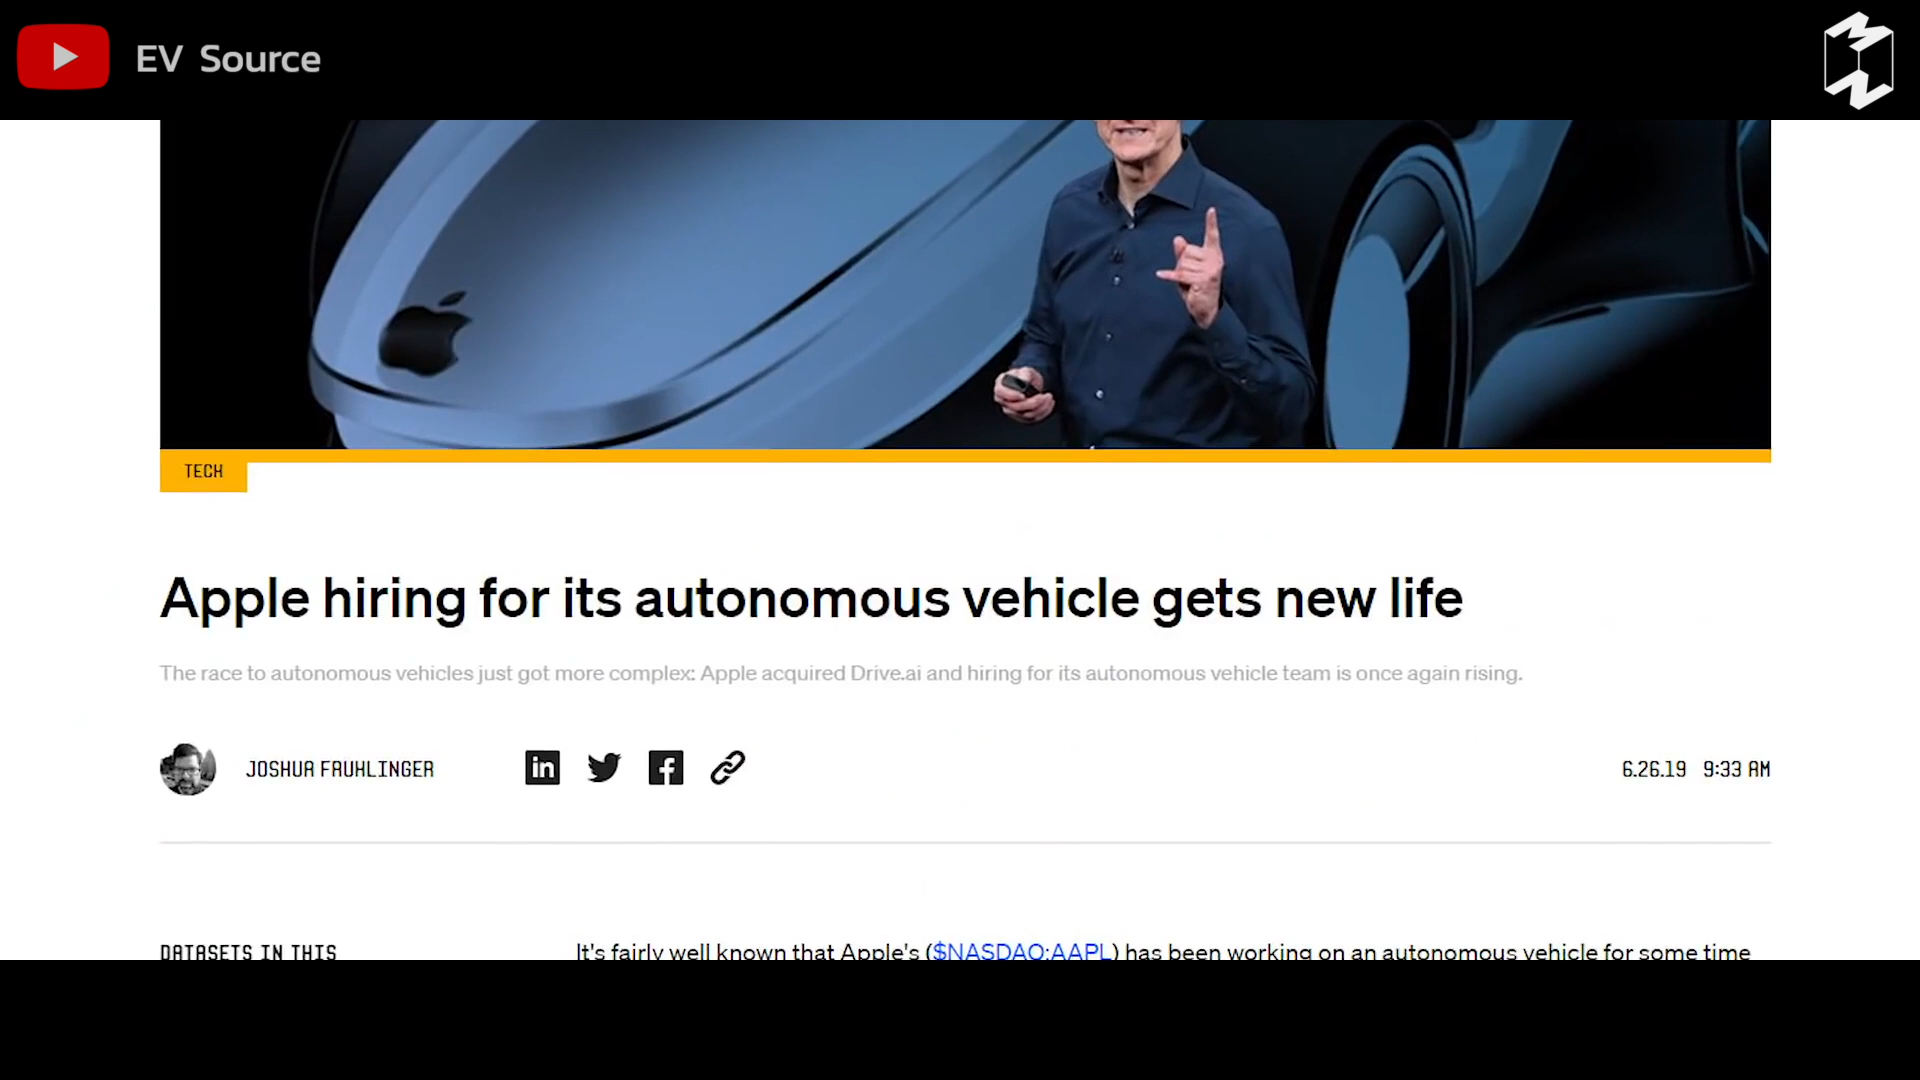 EV Source
TECH
Apple hiring for its autonomous vehicle gets new life
The race to autonomous vehicles just got more complex: Apple acquired Drive.ai and hiring for its autonomous vehicle team is once again rising.
JOSHUA FRUHLINGER
6.26.19 9:33 AM
DATASETS IN THIS
It's fairly well known that Apple's ($NASDAQ:AAPL) has been working on an autonomous vehicle for some time